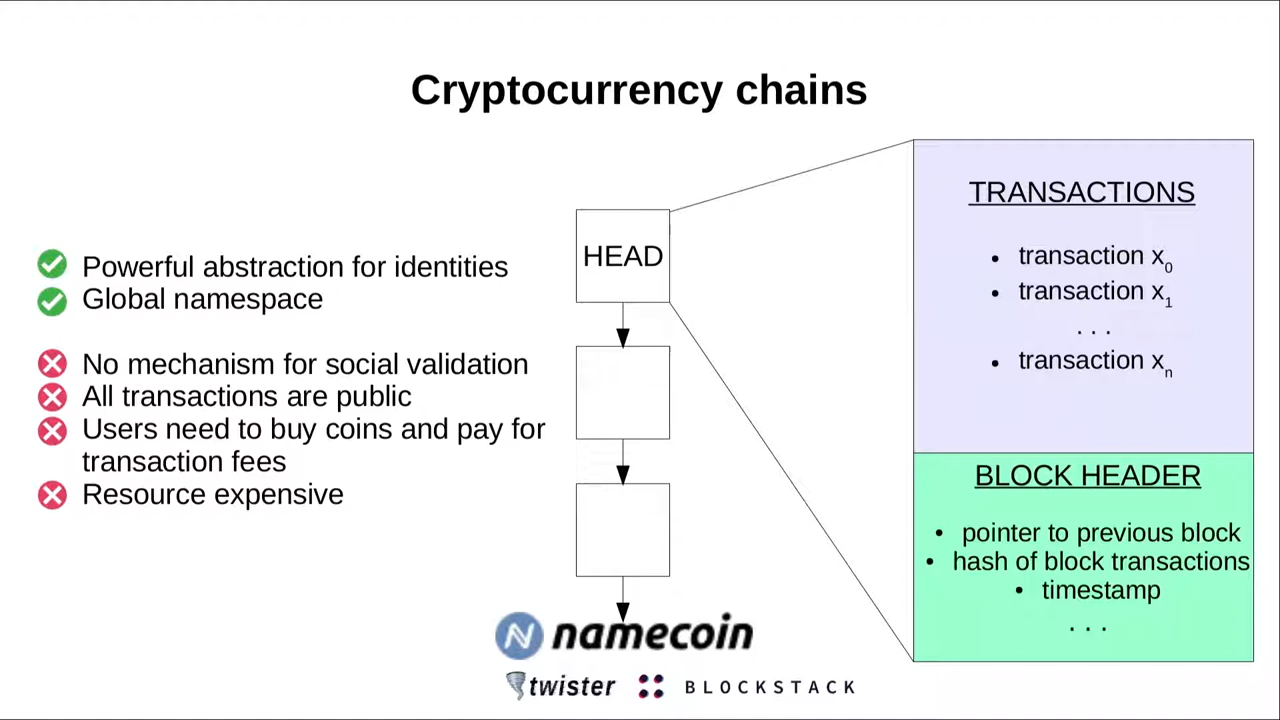 Cryptocurrency chains
Powerful abstraction for identities
Global namespace
No mechanism for social validation
All transactions are public
Users need to buy coins and pay for
transaction fees
Resource expensive
HEAD
TRANSACTIONS
• transaction x₀
• transaction x₁
. . .
• transaction xₙ
BLOCK HEADER
• pointer to previous block
• hash of block transactions
• timestamp
. . .
namecoin
twister
BLOCKSTACK